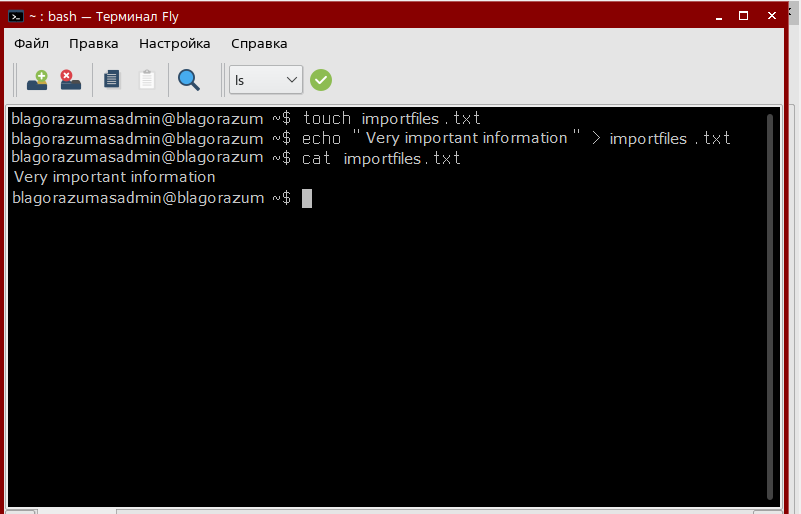 ~ : bash — Терминал Fly
Файл Правка Настройка Справка
ls
blagorazumasadmin@blagorazum ~$ touch importfiles .txt
blagorazumasadmin@blagorazum ~$ echo " Very important information " > importfiles .txt
blagorazumasadmin@blagorazum ~$ cat importfiles.txt
Very important information
blagorazumasadmin@blagorazum ~$